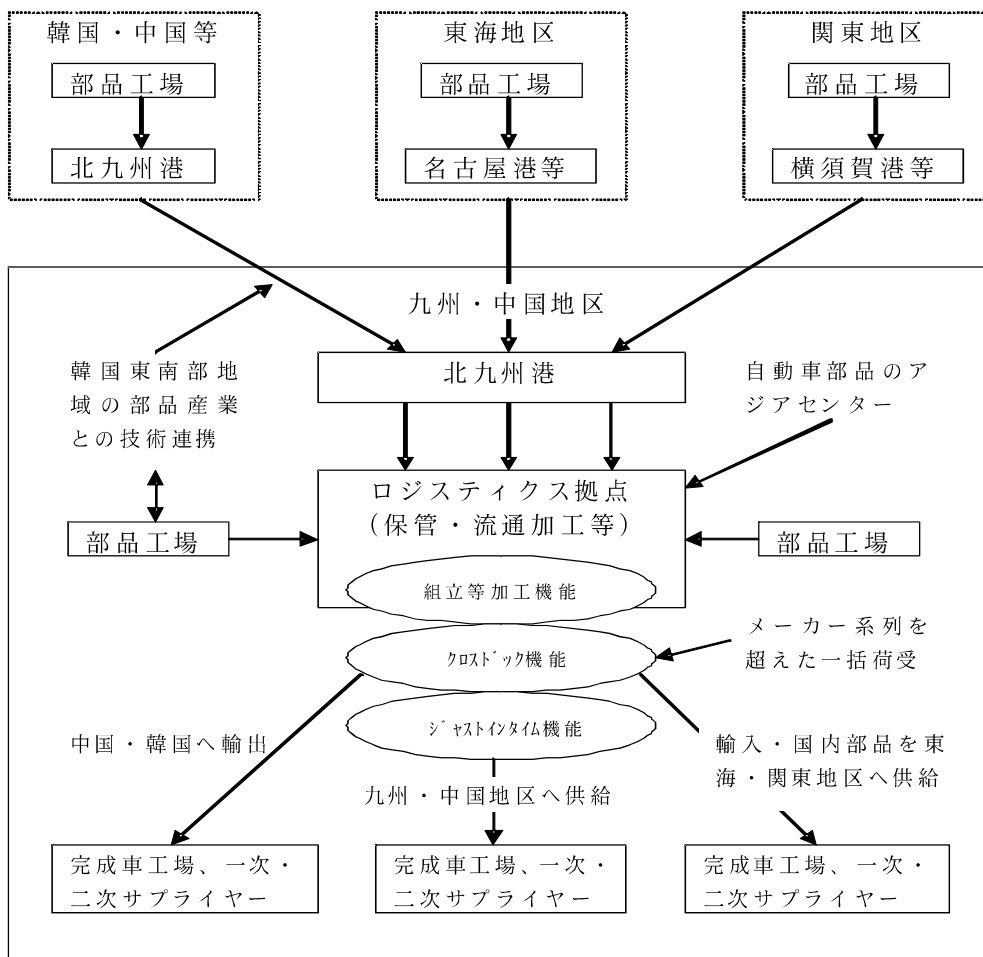 韓国・中国等
部品工場
北九州港
東海地区
部品工場
名古屋港等
関東地区
部品工場
横須賀港等
九州・中国地区
北九州港
韓国東南部地
域の部品産業
との技術連携
自動車部品のア
ジアセンター
ロジスティクス拠点
（保管・流通加工等）
部品工場
部品工場
組立等加工機能
ｸﾛｽﾄﾞｯｸ機能
ｼﾞｬｽﾄｲﾝﾀｲﾑ機能
メーカー系列を
超えた一括荷受
中国・韓国へ輸出
九州・中国地区へ供給
輸入・国内部品を東
海・関東地区へ供給
完成車工場、一次・
二次サプライヤー
完成車工場、一次・
二次サプライヤー
完成車工場、一次・
二次サプライヤー